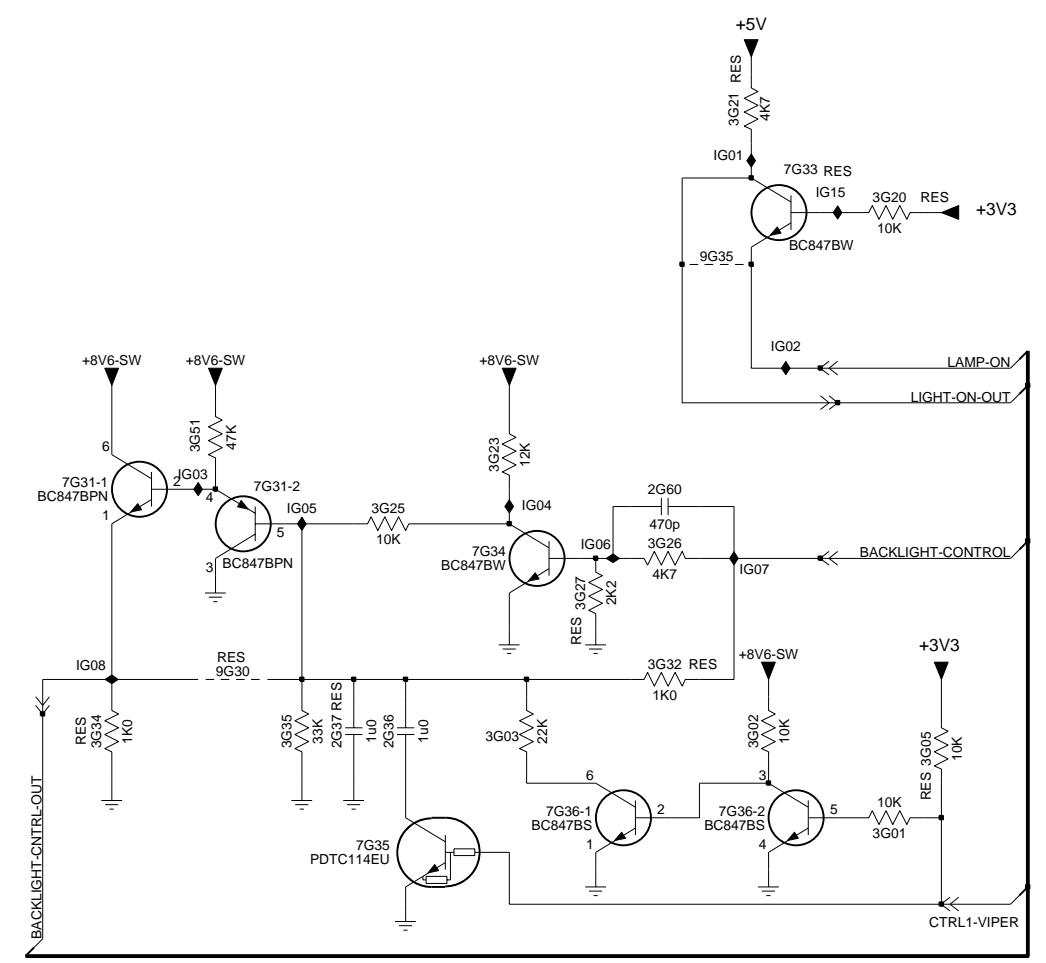 +5V
RES
3G21
4K7
IG01
7G33 RES
IG15
3G20 RES
10K
+3V3
BC847BW
9G35
IG02
LAMP-ON
LIGHT-ON-OUT
+8V6-SW
+8V6-SW
+8V6-SW
3G51
47K
3G23
12K
6
7G31-1
BC847BPN
1
2
IG03
4
7G31-2
5
3
BC847BPN
IG05
3G25
10K
IG04
7G34
BC847BW
2G60
470p
IG06
3G26
4K7
IG07
BACKLIGHT-CONTROL
RES 3G27
2K2
IG08
RES
9G30
3G32 RES
1K0
RES
3G34
1K0
3G35
33K
2G37 RES
1u0
2G36
1u0
3G03
22K
+8V6-SW
3G02
10K
+3V3
RES 3G05
10K
6
7G36-1
BC847BS
1
2
3
7G36-2
BC847BS
4
5
10K
3G01
7G35
PDTC114EU
CTRL1-VIPER
BACKLIGHT-CNTRL-OUT